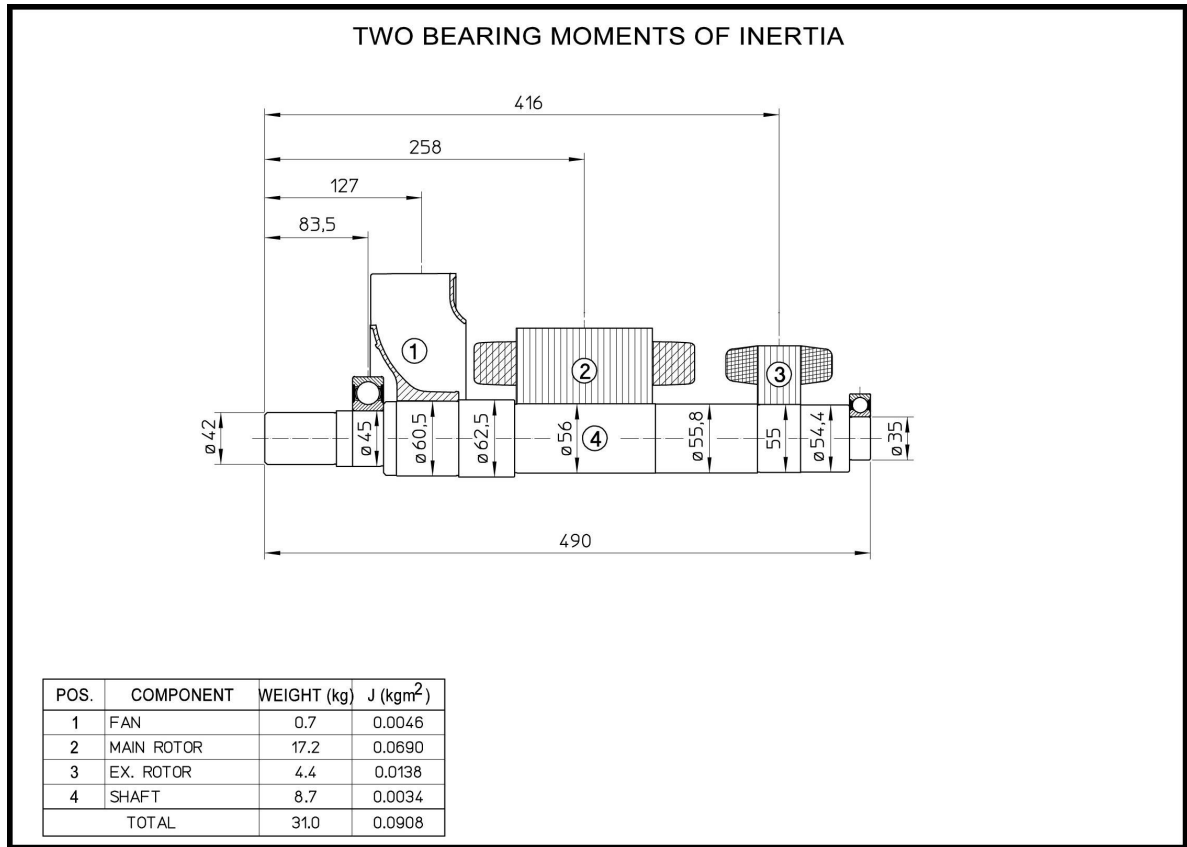 TWO BEARING MOMENTS OF INERTIA
416
258
127
83,5
1
2
3
4
ø42
ø45
ø60,5
ø62,5
ø56
ø55,8
55
ø54,4
ø35
490
POS. COMPONENT WEIGHT (kg) J (kgm²)
1 FAN 0.7 0.0046
2 MAIN ROTOR 17.2 0.0690
3 EX. ROTOR 4.4 0.0138
4 SHAFT 8.7 0.0034
TOTAL 31.0 0.0908